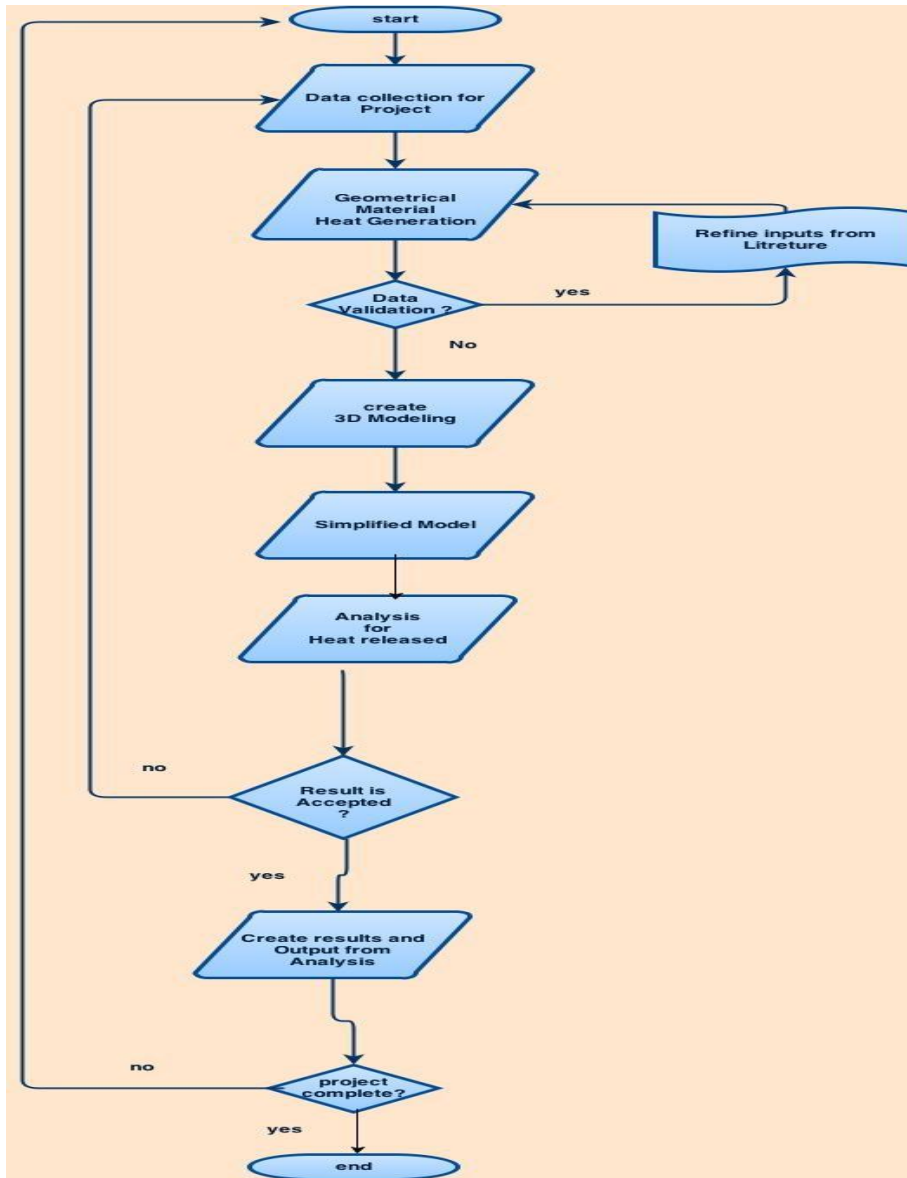 start
Data collection for
Project
Geometrical
Material
Heat Generation
Refine inputs from
Litreture
Data
Validation ?
yes
No
create
3D Modeling
Simplified Model
Analysis
for
Heat released
no
Result is
Accepted
?
yes
Create results and
Output from
Analysis
no
project
complete?
yes
end